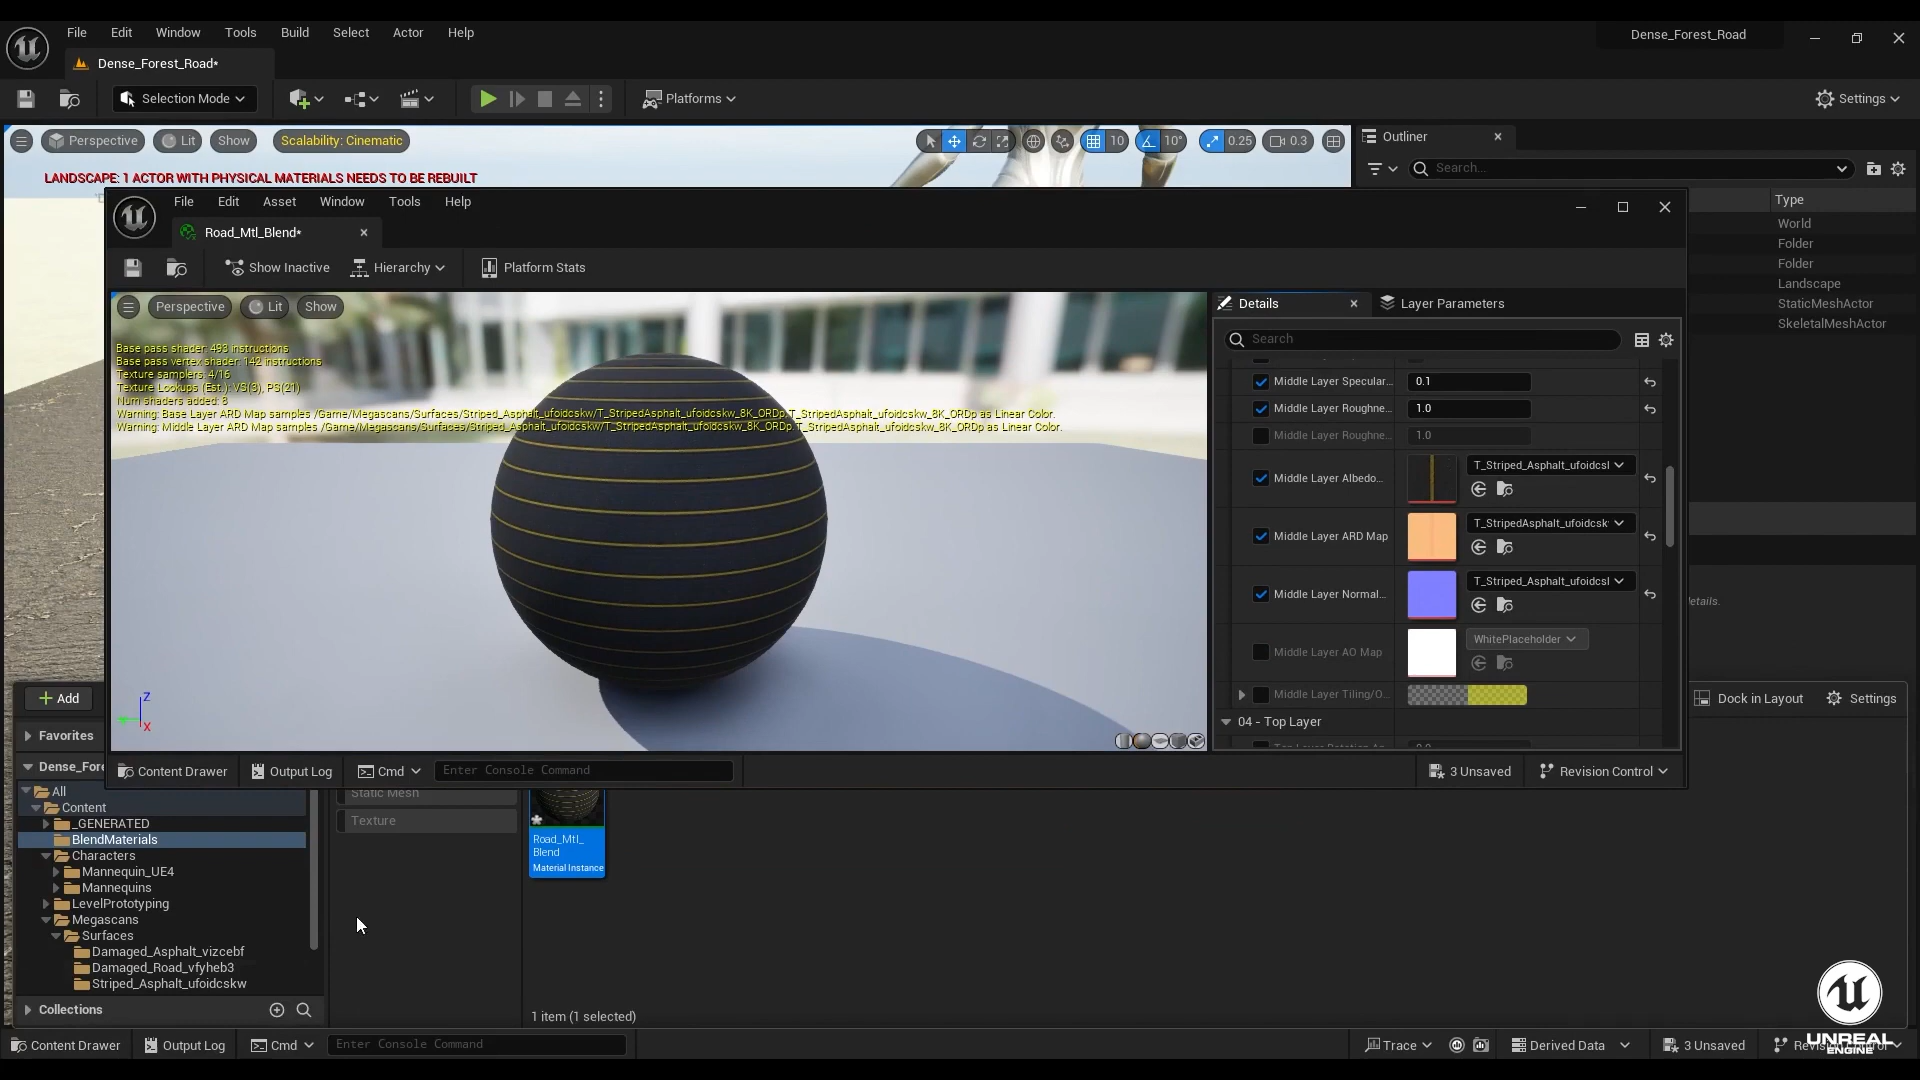 File Edit Window Tools Build Select Actor Help
Dense_Forest_Road
Dense_Forest_Road*
Selection Mode
Platforms
Settings
Perspective Lit Show Scalability: Cinematic
10 10° 0.25 0.3
Outliner
Search...
LANDSCAPE: 1 ACTOR WITH PHYSICAL MATERIALS NEEDS TO BE REBUILT
Type
World
Folder
Folder
Landscape
StaticMeshActor
SkeletalMeshActor
File Edit Asset Window Tools Help
Road_Mtl_Blend*
Show Inactive
Hierarchy
Platform Stats
Perspective Lit Show
Base pass shader: 493 instructions
Base pass vertex shader: 142 instructions
Texture samplers: 4/16
Texture Lookups (Est.): VS(3), PS(21)
Num shaders added: 8
Warning: Base Layer ARD Map samples /Game/Megascans/Surfaces/Striped_Asphalt_ufoidcskw/T_StripedAsphalt_ufoidcskw_8K_ORDp.T_StripedAsphalt_ufoidcskw_8K_ORDp as Linear Color.
Warning: Middle Layer ARD Map samples /Game/Megascans/Surfaces/Striped_Asphalt_ufoidcskw/T_StripedAsphalt_ufoidcskw_8K_ORDp.T_StripedAsphalt_ufoidcskw_8K_ORDp as Linear Color.
Z
X
Details
Layer Parameters
Search
Middle Layer Specular... 0.1
Middle Layer Roughne... 1.0
Middle Layer Roughne... 1.0
Middle Layer Albedo... T_Striped_Asphalt_ufoidcsl
Middle Layer ARD Map T_StripedAsphalt_ufoidcsk
Middle Layer Normal... T_Striped_Asphalt_ufoidcsl
Middle Layer AO Map WhitePlaceholder
Middle Layer Tiling/O...
04 - Top Layer
etails.
Content Drawer
Output Log
Cmd
Enter Console Command
3 Unsaved
Revision Control
Add
Dock in Layout
Settings
Favorites
Dense_Fore
All
Content
_GENERATED
BlendMaterials
Characters
Mannequin_UE4
Mannequins
LevelPrototyping
Megascans
Surfaces
Damaged_Asphalt_vizcebf
Damaged_Road_vfyheb3
Striped_Asphalt_ufoidcskw
Collections
Static Mesh
Texture
Road_Mtl_
Blend
Material Instance
1 item (1 selected)
Content Drawer
Output Log
Cmd
Enter Console Command
Trace
Derived Data
3 Unsaved
UNREAL
ENGINE